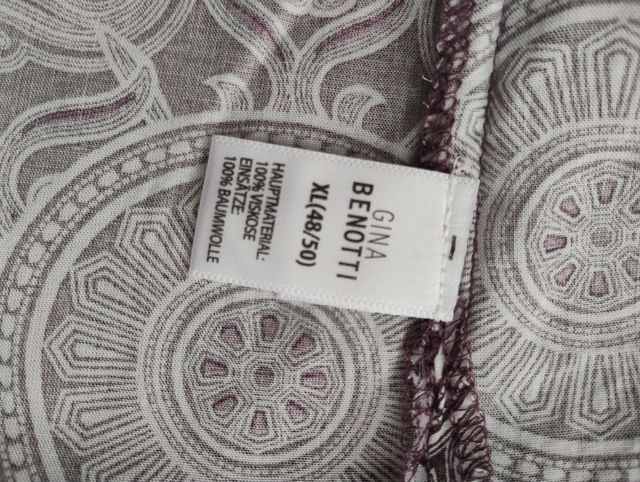 GINA
BENOTTI
XL(48/50)
HAUPTMATERIAL:
100% VISKOSE
EINSÄTZE:
100% BAUMWOLLE